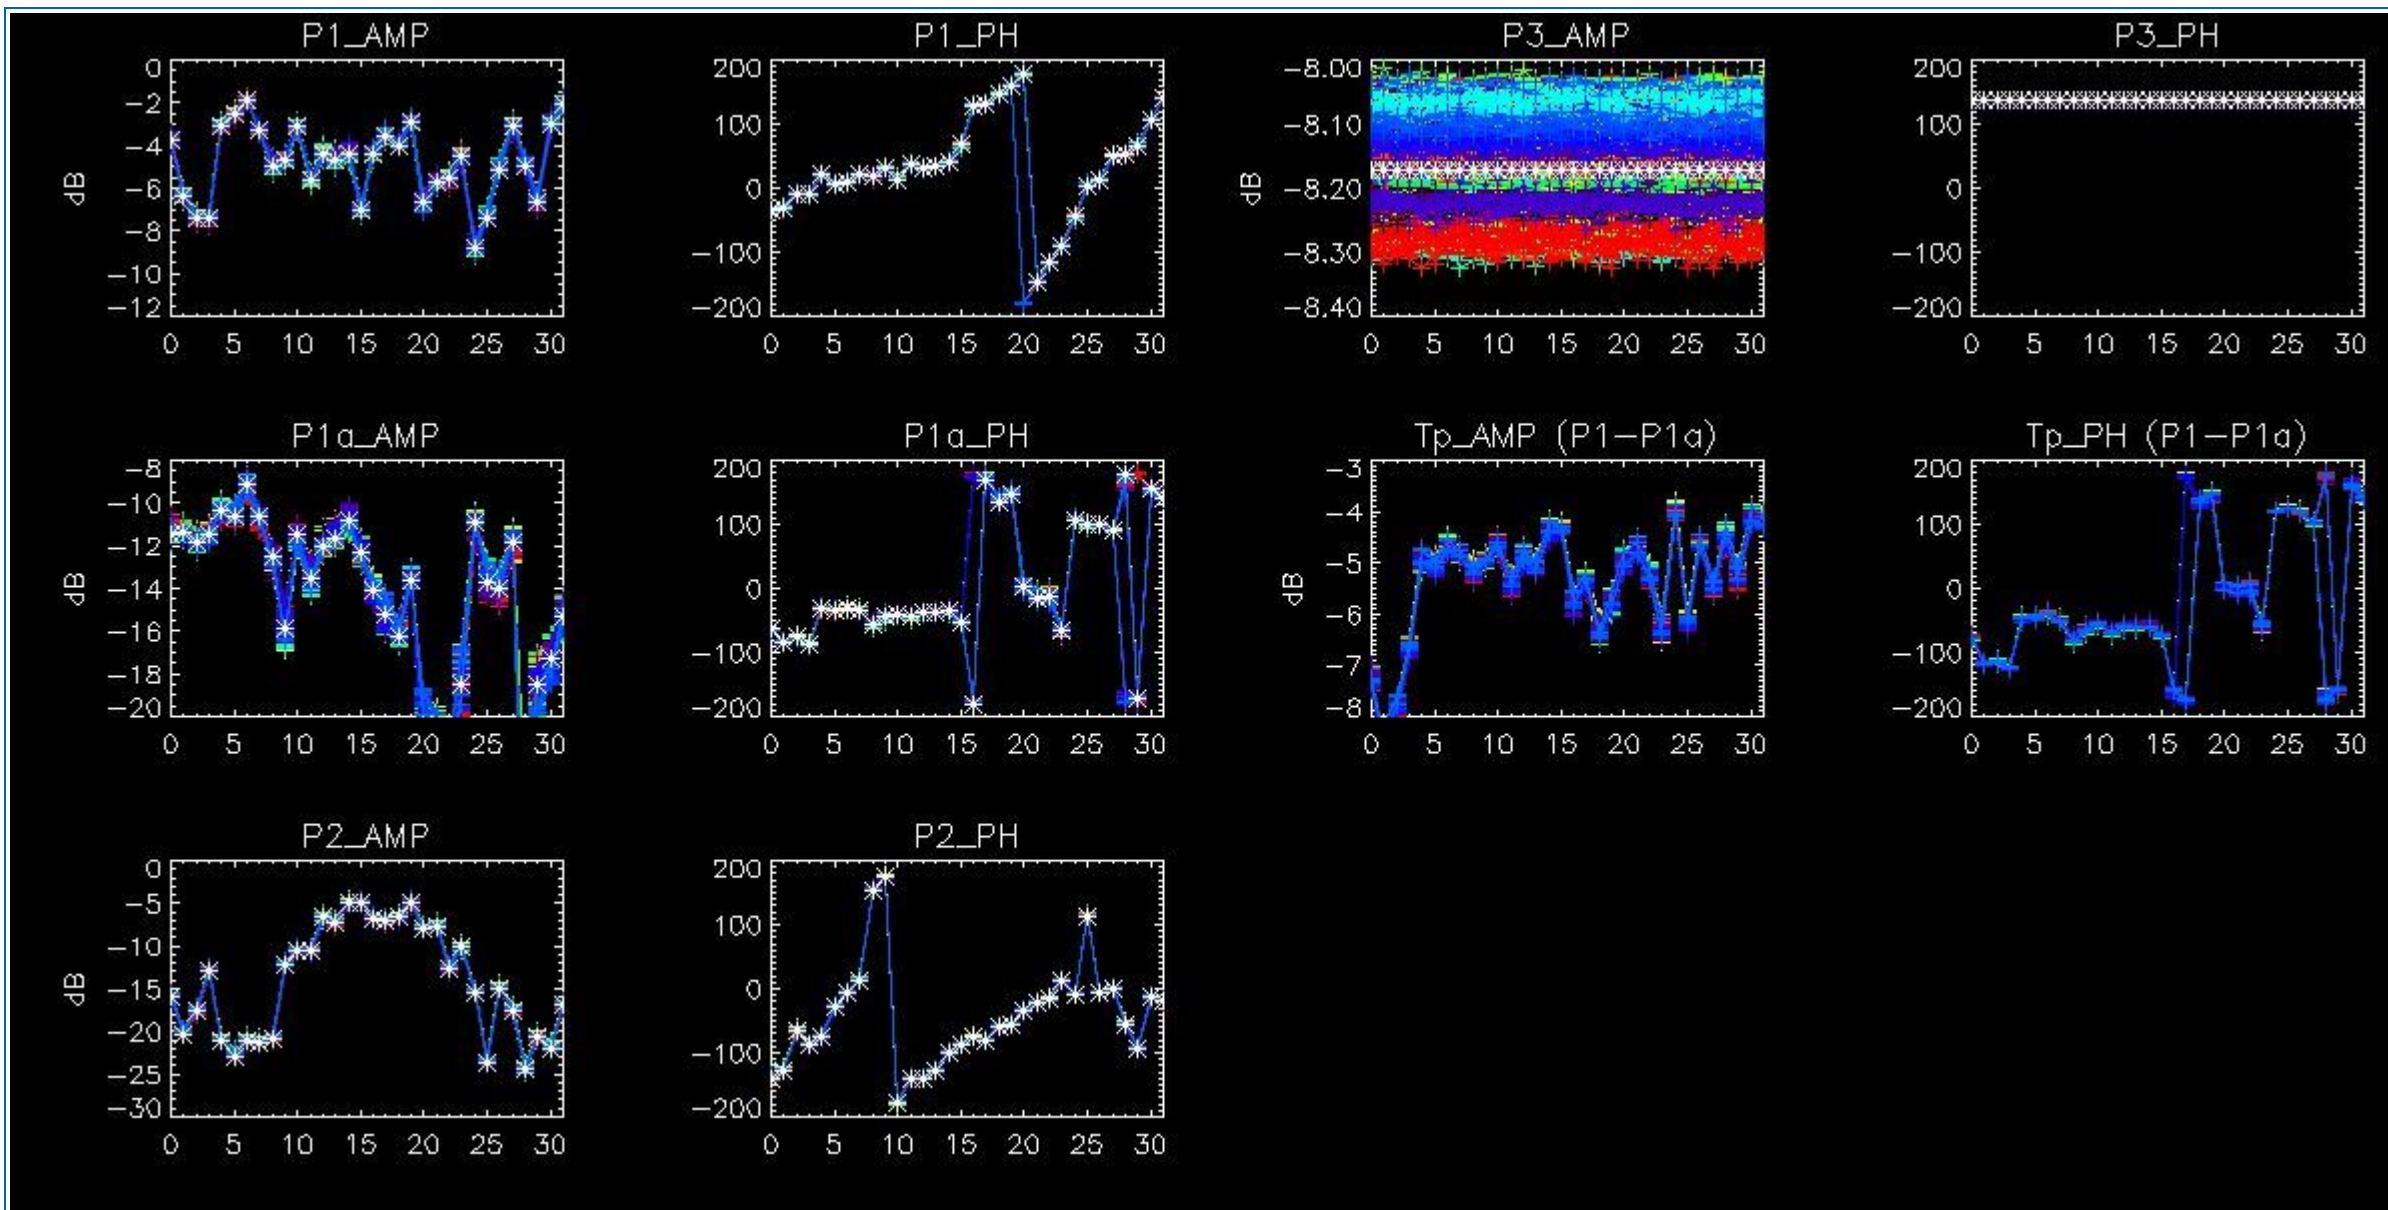 P1_AMP
0
−2
−4
−6
−8
−10
−12
dB
0 5 10 15 20 25 30
P1_PH
200
100
0
−100
−200
0 5 10 15 20 25 30
P3_AMP
−8.00
−8.10
−8.20
−8.30
−8.40
dB
0 5 10 15 20 25 30
P3_PH
200
100
0
−100
−200
0 5 10 15 20 25 30
P1a_AMP
−8
−10
−12
−14
−16
−18
−20
dB
0 5 10 15 20 25 30
P1a_PH
200
100
0
−100
−200
0 5 10 15 20 25 30
Tp_AMP (P1−P1a)
−3
−4
−5
−6
−7
−8
dB
0 5 10 15 20 25 30
Tp_PH (P1−P1a)
200
100
0
−100
−200
0 5 10 15 20 25 30
P2_AMP
0
−5
−10
−15
−20
−25
−30
dB
0 5 10 15 20 25 30
P2_PH
200
100
0
−100
−200
0 5 10 15 20 25 30